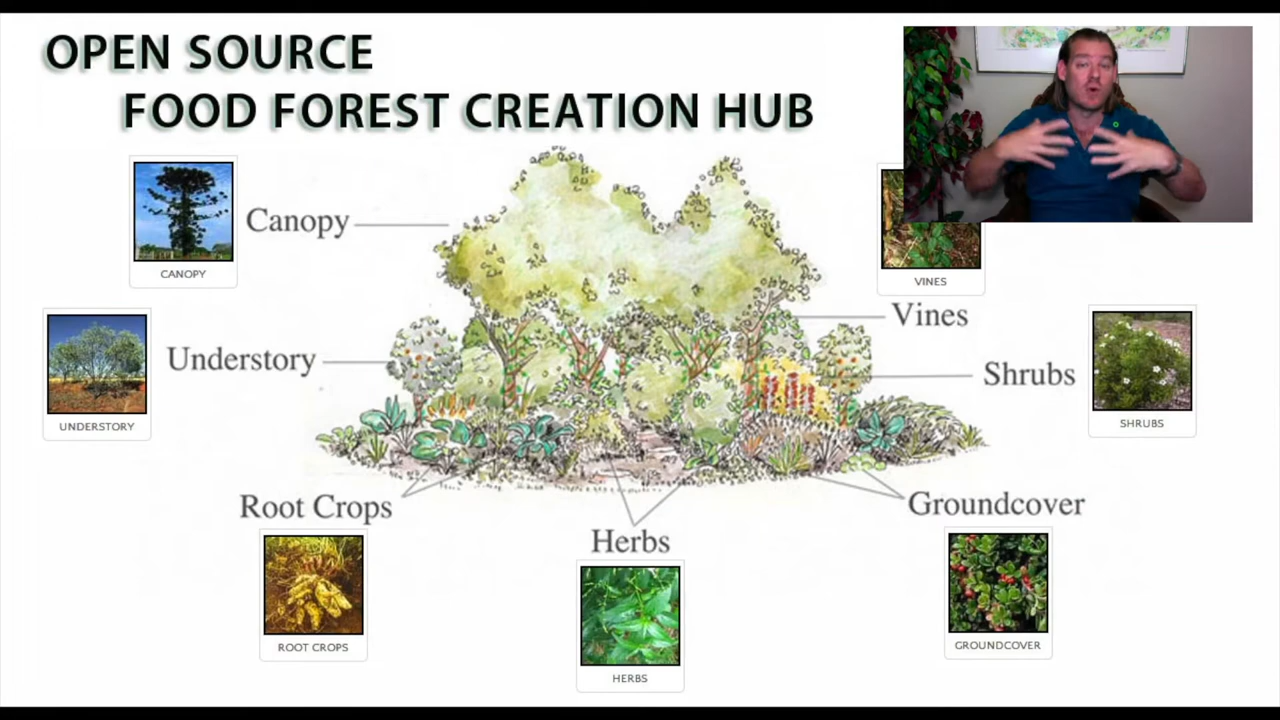 OPEN SOURCE
FOOD FOREST CREATION HUB
CANOPY
Canopy
VINES
Vines
UNDERSTORY
Understory
Shrubs
SHRUBS
Root Crops
ROOT CROPS
Herbs
HERBS
Groundcover
GROUNDCOVER